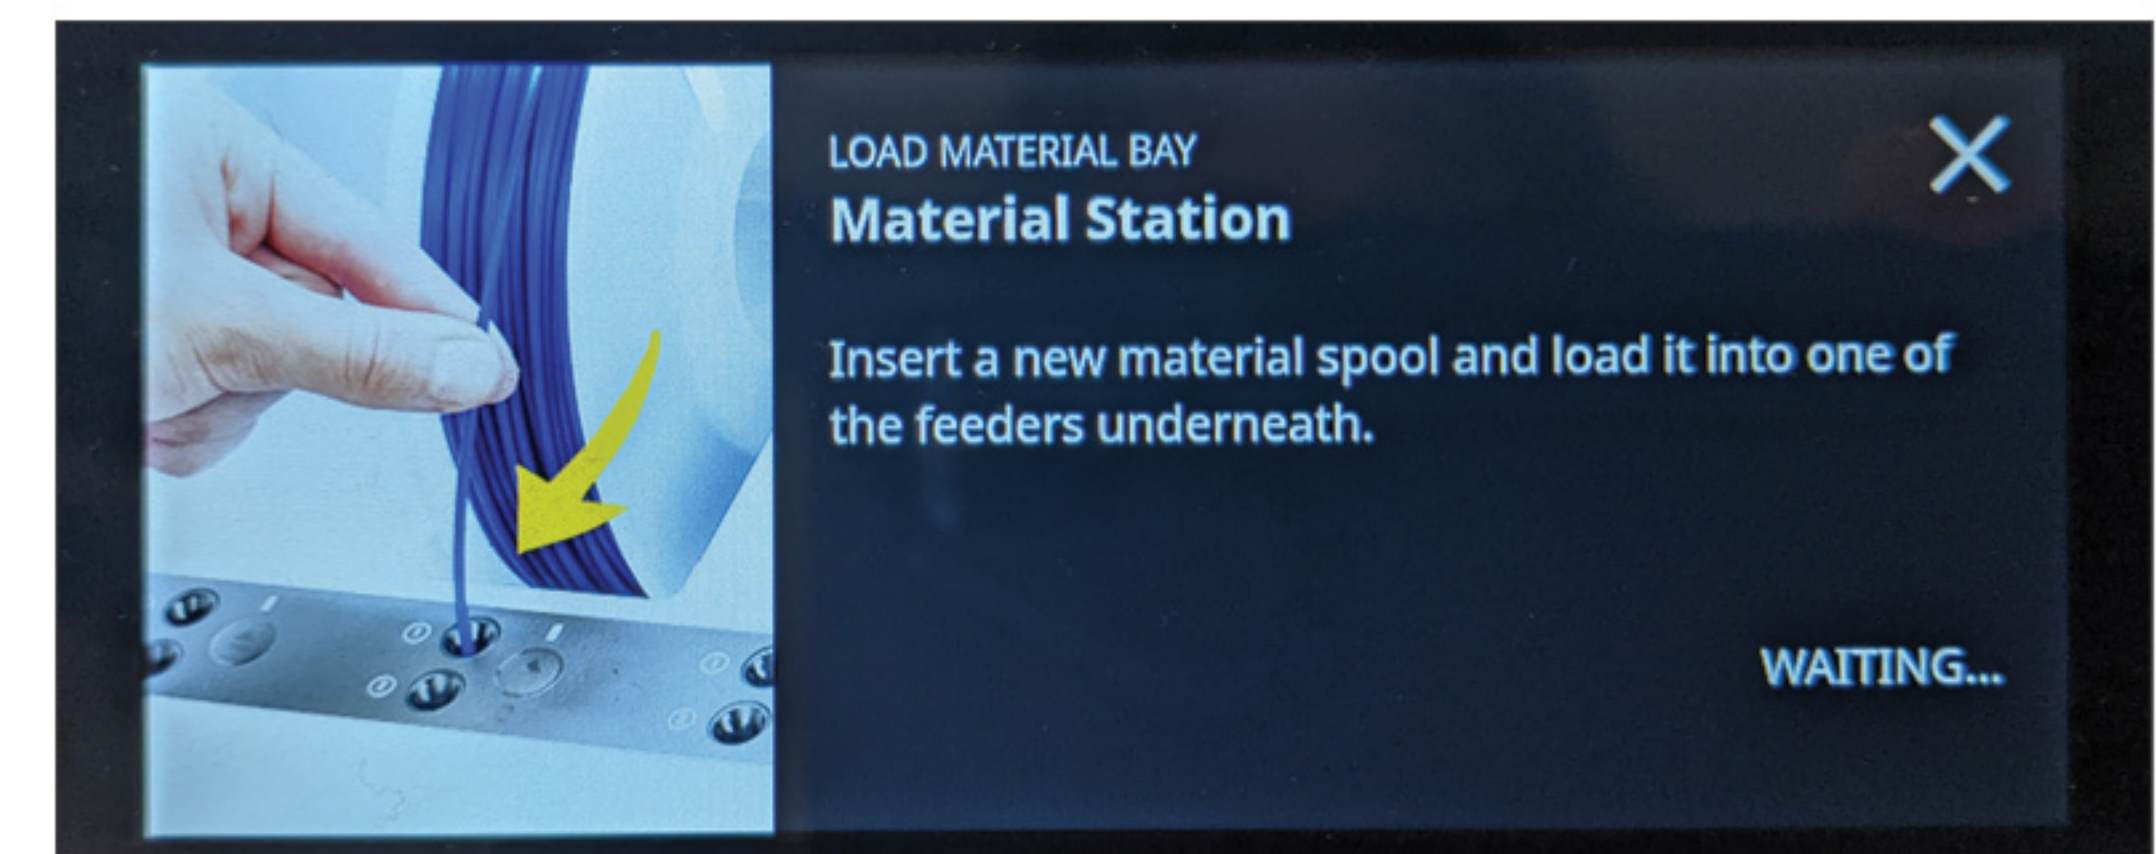 LOAD MATERIAL BAY
Material Station
Insert a new material spool and load it into one of
the feeders underneath.
WAITING...